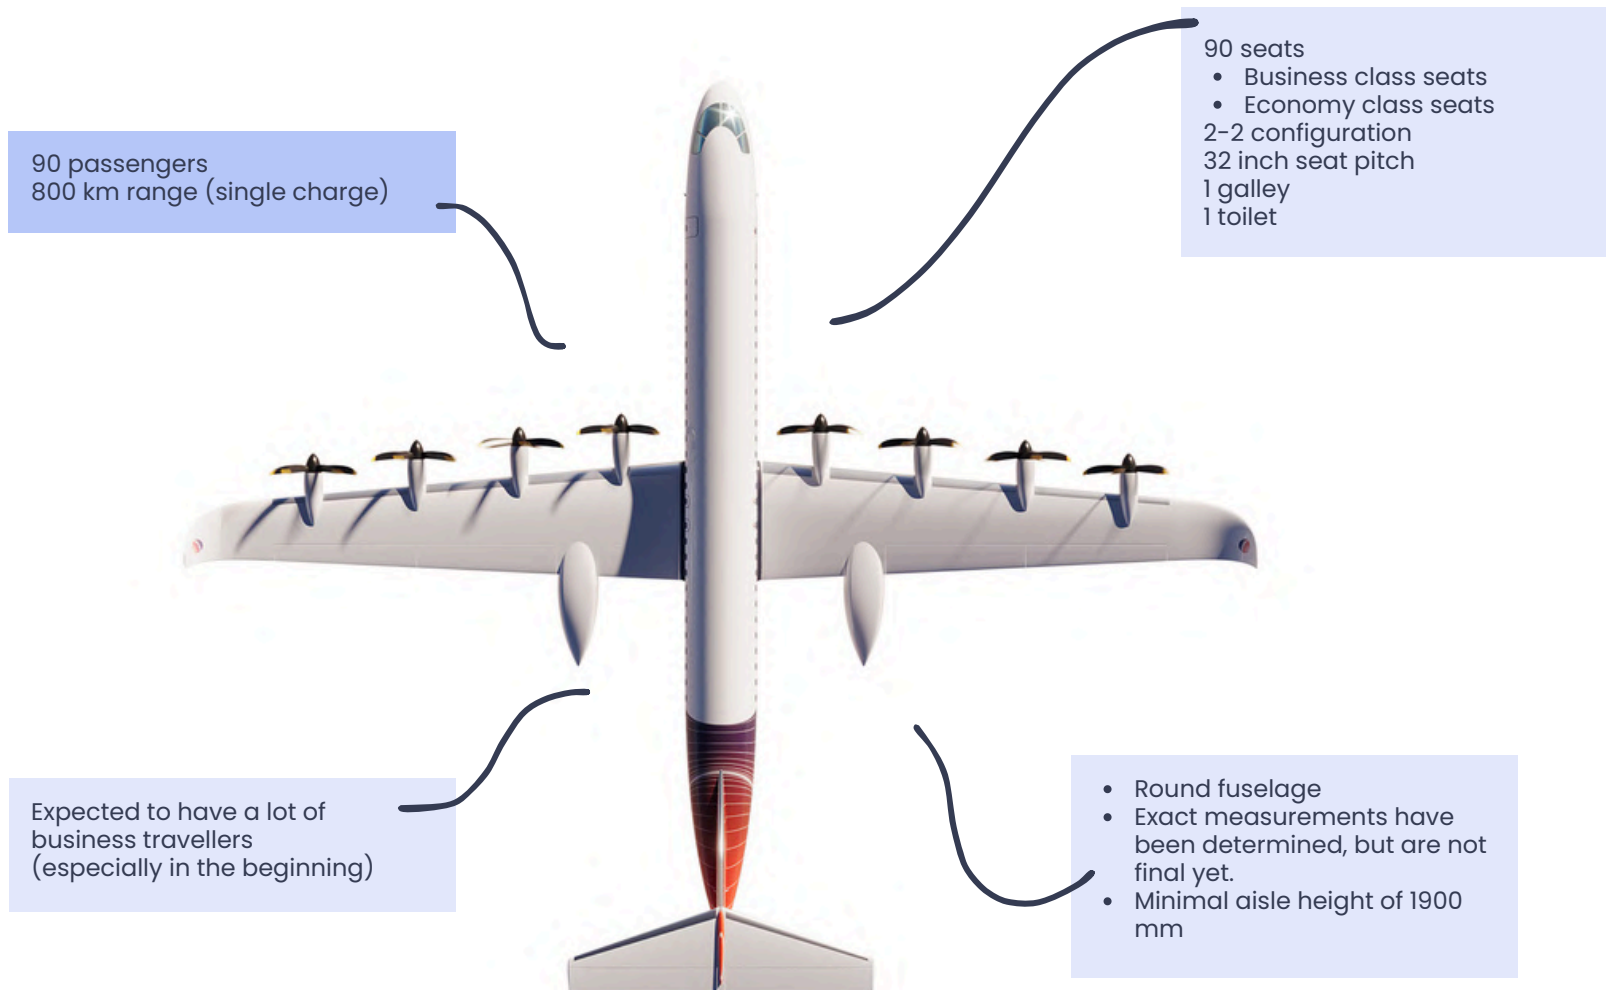 90 passengers
800 km range (single charge)
90 seats
• Business class seats
• Economy class seats
2-2 configuration
32 inch seat pitch
1 galley
1 toilet
Expected to have a lot of
business travellers
(especially in the beginning)
• Round fuselage
• Exact measurements have
been determined, but are not
final yet.
• Minimal aisle height of 1900
mm